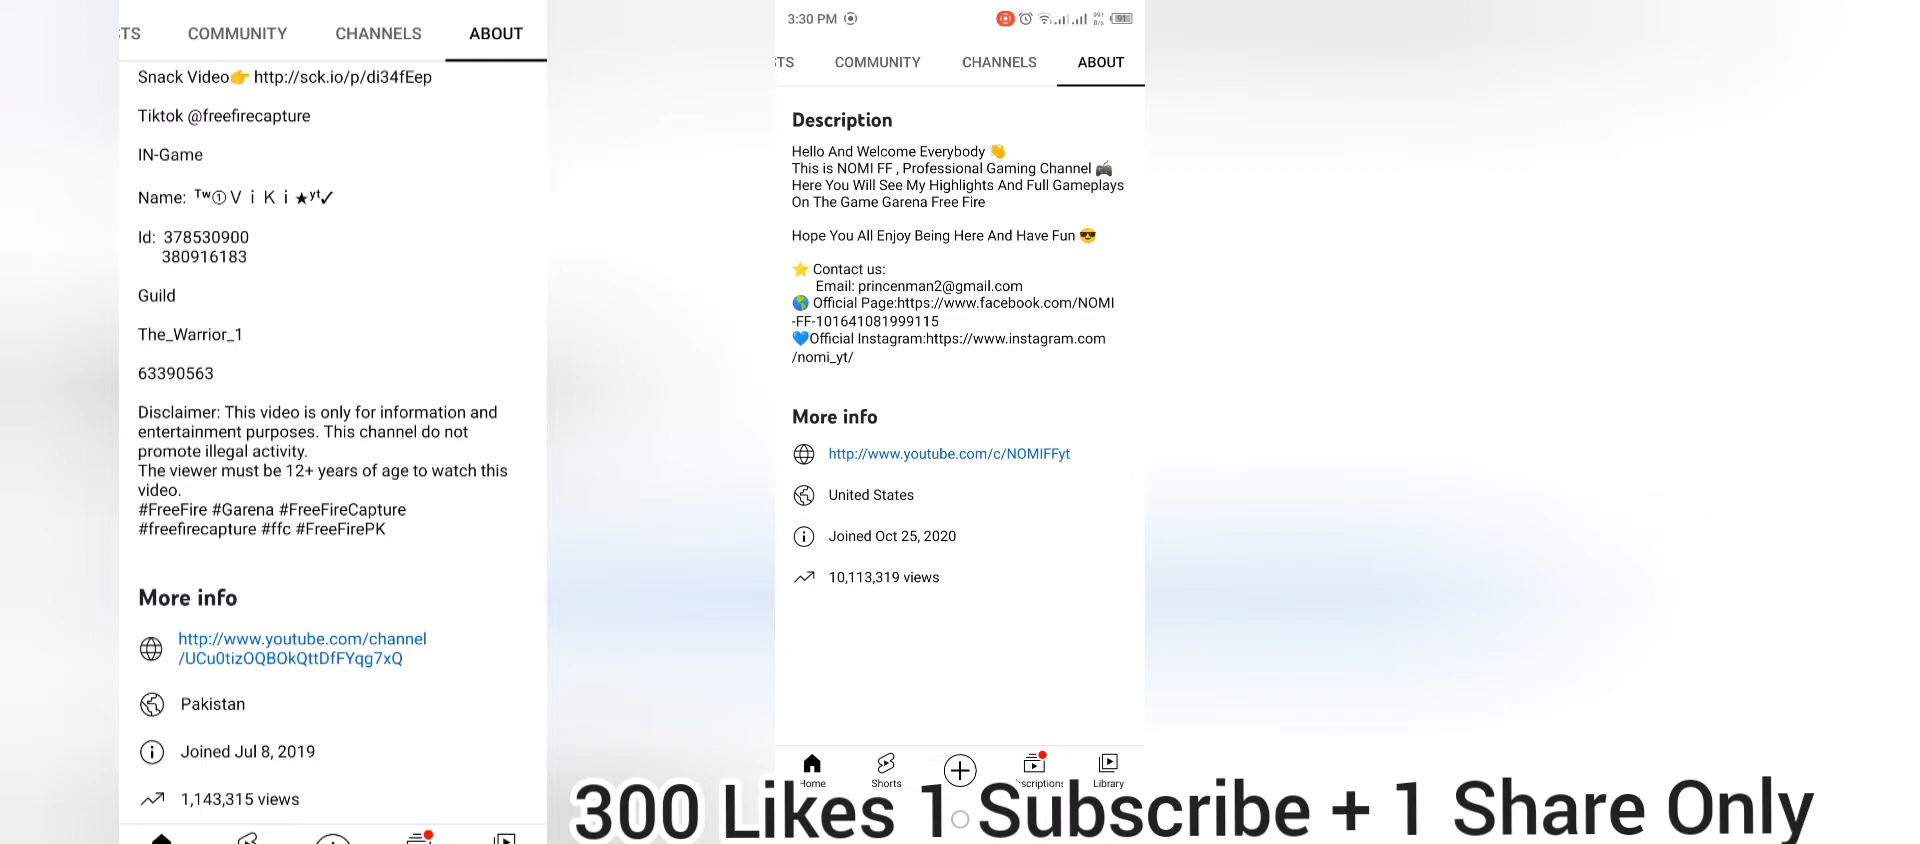 STS COMMUNITY CHANNELS ABOUT
Snack Video👉 http://sck.io/p/di34fEep
Tiktok @freefirecapture
IN-Game
Name: ᵀʷ①V i K i★ʸᵗ✓
Id: 378530900
380916183
Guild
The_Warrior_1
63390563
Disclaimer: This video is only for information and
entertainment purposes. This channel do not
promote illegal activity.
The viewer must be 12+ years of age to watch this
video.
#FreeFire #Garena #FreeFireCapture
#freefirecapture #ffc #FreeFirePK
More info
http://www.youtube.com/channel
/UCu0tizOQBOkQttDfFYqg7xQ
Pakistan
Joined Jul 8, 2019
1,143,315 views
3:30 PM 991 B/s 91
STS COMMUNITY CHANNELS ABOUT
Description
Hello And Welcome Everybody 👋
This is NOMI FF , Professional Gaming Channel 🎮
Here You Will See My Highlights And Full Gameplays
On The Game Garena Free Fire
Hope You All Enjoy Being Here And Have Fun 😎
⭐ Contact us:
Email: princenman2@gmail.com
🌎 Official Page:https://www.facebook.com/NOMI
-FF-101641081999115
💙Official Instagram:https://www.instagram.com
/nomi_yt/
More info
http://www.youtube.com/c/NOMIFFyt
United States
Joined Oct 25, 2020
10,113,319 views
Home Shorts scriptions Library
300 Likes 1 Subscribe + 1 Share Only